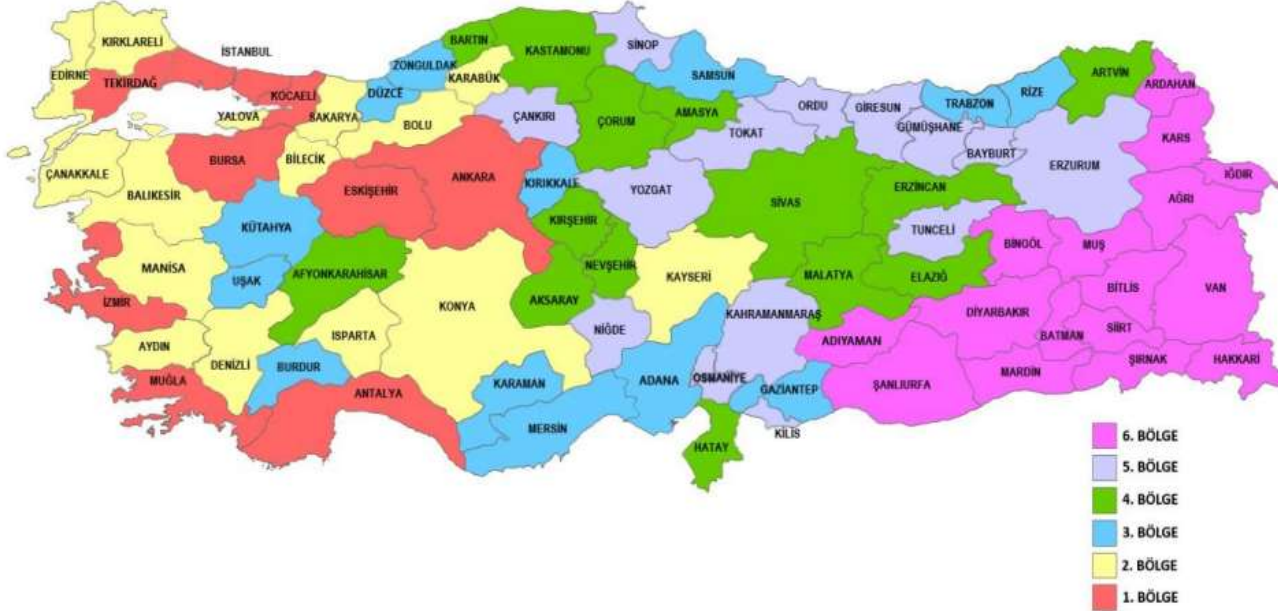 KIRKLARELİ
EDİRNE
TEKİRDAĞ
İSTANBUL
KOCAELİ
YALOVA
SAKARYA
DÜZCE
ZONGULDAK
BARTIN
KARABÜK
KASTAMONU
SİNOP
SAMSUN
BOLU
ÇANKIRI
ÇORUM
AMASYA
TOKAT
ORDU
GİRESUN
GÜMÜŞHANE
TRABZON
RİZE
ARTVİN
ARDAHAN
KARS
BAYBURT
ERZURUM
IĞDIR
AĞRI
ÇANAKKALE
BALIKESİR
BURSA
BİLECİK
ESKİŞEHİR
ANKARA
KIRIKKALE
YOZGAT
SİVAS
ERZİNCAN
TUNCELİ
BİNGÖL
MUŞ
KÜTAHYA
KIRŞEHİR
MANİSA
UŞAK
AFYONKARAHİSAR
NEVŞEHİR
KAYSERİ
MALATYA
ELAZIĞ
BİTLİS
VAN
İZMİR
KONYA
AKSARAY
NİĞDE
KAHRAMANMARAŞ
ADIYAMAN
DİYARBAKIR
BATMAN
SİİRT
ŞIRNAK
HAKKARİ
AYDIN
DENİZLİ
ISPARTA
BURDUR
MUĞLA
ANTALYA
KARAMAN
MERSİN
ADANA
OSMANİYE
GAZİANTEP
ŞANLIURFA
MARDİN
KİLİS
HATAY
6. BÖLGE
5. BÖLGE
4. BÖLGE
3. BÖLGE
2. BÖLGE
1. BÖLGE